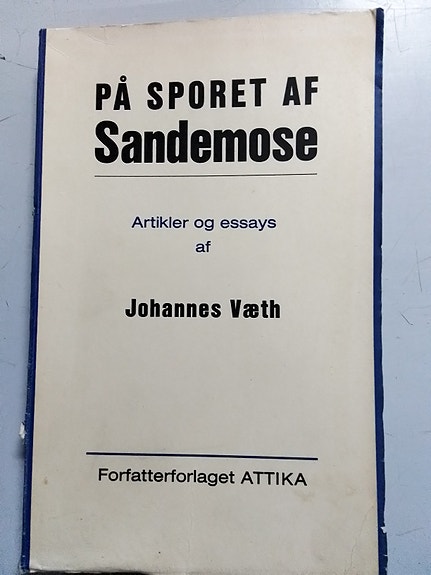 PÅ SPORET AF
Sandemose
Artikler og essays
af
Johannes Væth
Forfatterforlaget ATTIKA